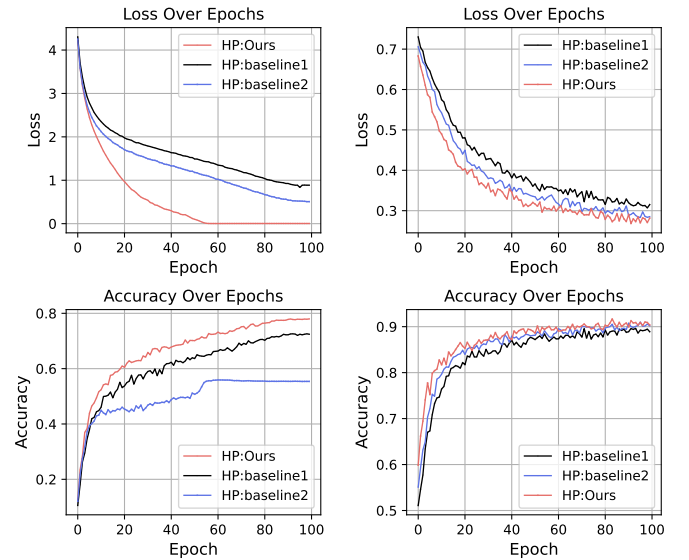 Loss Over Epochs
4
3
2
1
0
Loss
HP:Ours
HP:baseline1
HP:baseline2
0 20 40 60 80 100
Epoch
Loss Over Epochs
0.7
0.6
0.5
0.4
0.3
Loss
HP:baseline1
HP:baseline2
HP:Ours
0 20 40 60 80 100
Epoch
Accuracy Over Epochs
0.8
0.6
0.4
0.2
Accuracy
HP:Ours
HP:baseline1
HP:baseline2
0 20 40 60 80 100
Epoch
Accuracy Over Epochs
0.9
0.8
0.7
0.6
0.5
Accuracy
HP:baseline1
HP:baseline2
HP:Ours
0 20 40 60 80 100
Epoch